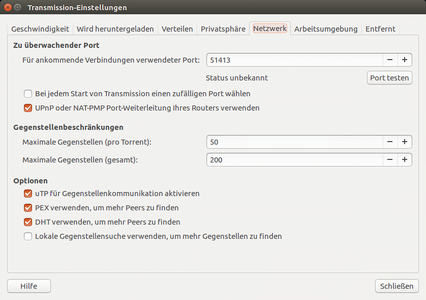 Transmission-Einstellungen
Geschwindigkeit Wird heruntergeladen Verteilen Privatsphäre Netzwerk Arbeitsumgebung Entfernt
Zu überwachender Port
Für ankommende Verbindungen verwendeter Port: 51413 − +
Status unbekannt Port testen
Bei jedem Start von Transmission einen zufälligen Port wählen
UPnP oder NAT-PMP Port-Weiterleitung Ihres Routers verwenden
Gegenstellenbeschränkungen
Maximale Gegenstellen (pro Torrent): 50 − +
Maximale Gegenstellen (gesamt): 200 − +
Optionen
uTP für Gegenstellenkommunikation aktivieren
PEX verwenden, um mehr Peers zu finden
DHT verwenden, um mehr Peers zu finden
Lokale Gegenstellensuche verwenden, um mehr Gegenstellen zu finden
Hilfe Schließen